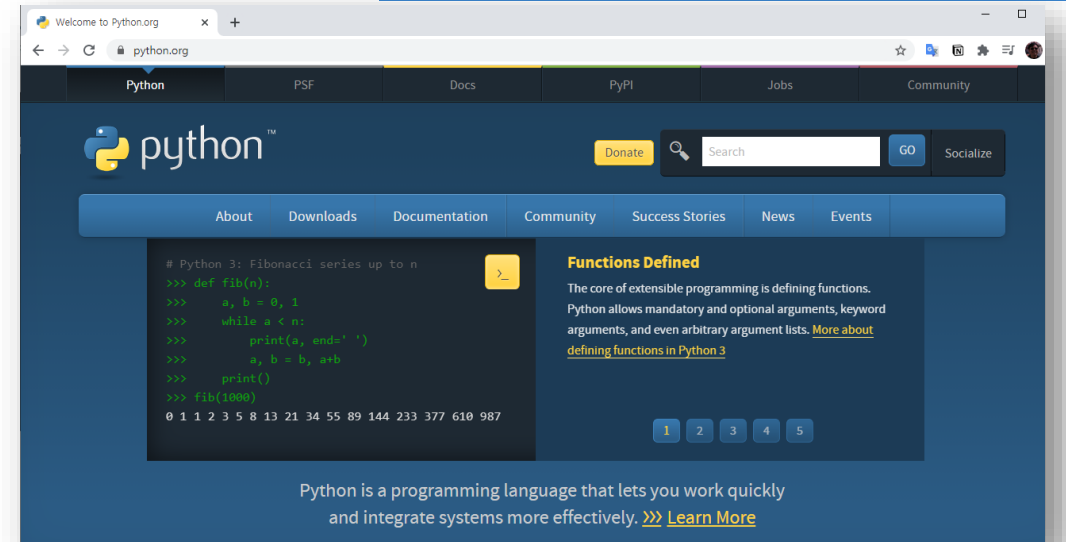 Welcome to Python.org
python.org
Python PSF Docs PyPI Jobs Community
python™
Donate Search GO Socialize
About Downloads Documentation Community Success Stories News Events
# Python 3: Fibonacci series up to n
>>> def fib(n):
>>>     a, b = 0, 1
>>>     while a < n:
>>>         print(a, end=' ')
>>>         a, b = b, a+b
>>>     print()
>>> fib(1000)
0 1 1 2 3 5 8 13 21 34 55 89 144 233 377 610 987
>_
Functions Defined
The core of extensible programming is defining functions.
Python allows mandatory and optional arguments, keyword
arguments, and even arbitrary argument lists. More about
defining functions in Python 3
1 2 3 4 5
Python is a programming language that lets you work quickly
and integrate systems more effectively. >>> Learn More